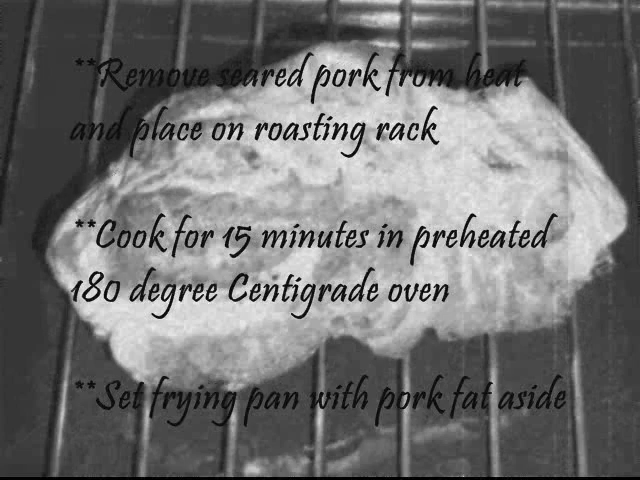 **Remove seared pork from heat
and place on roasting rack
**Cook for 15 minutes in preheated
180 degree Centigrade oven
**Set frying pan with pork fat aside